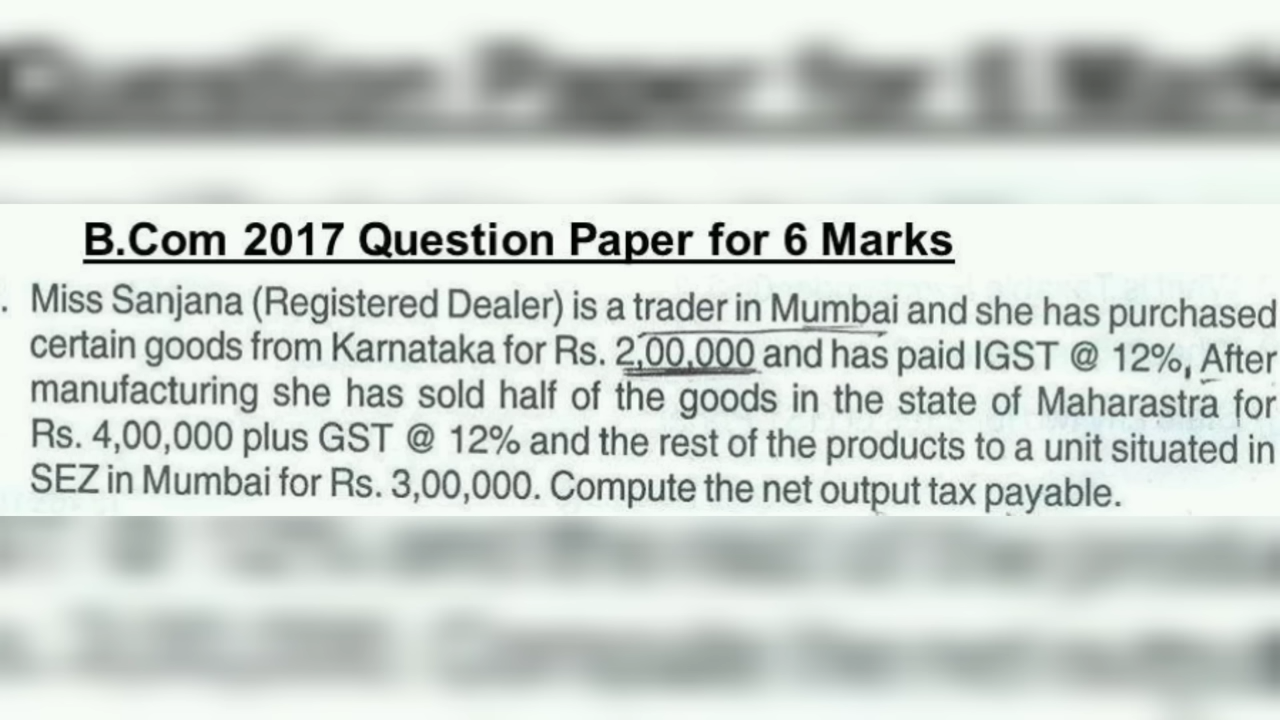 B.Com 2017 Question Paper for 6 Marks
. Miss Sanjana (Registered Dealer) is a trader in Mumbai and she has purchased
certain goods from Karnataka for Rs. 2,00,000 and has paid IGST @ 12%, After
manufacturing she has sold half of the goods in the state of Maharastra for
Rs. 4,00,000 plus GST @ 12% and the rest of the products to a unit situated in
SEZ in Mumbai for Rs. 3,00,000. Compute the net output tax payable.